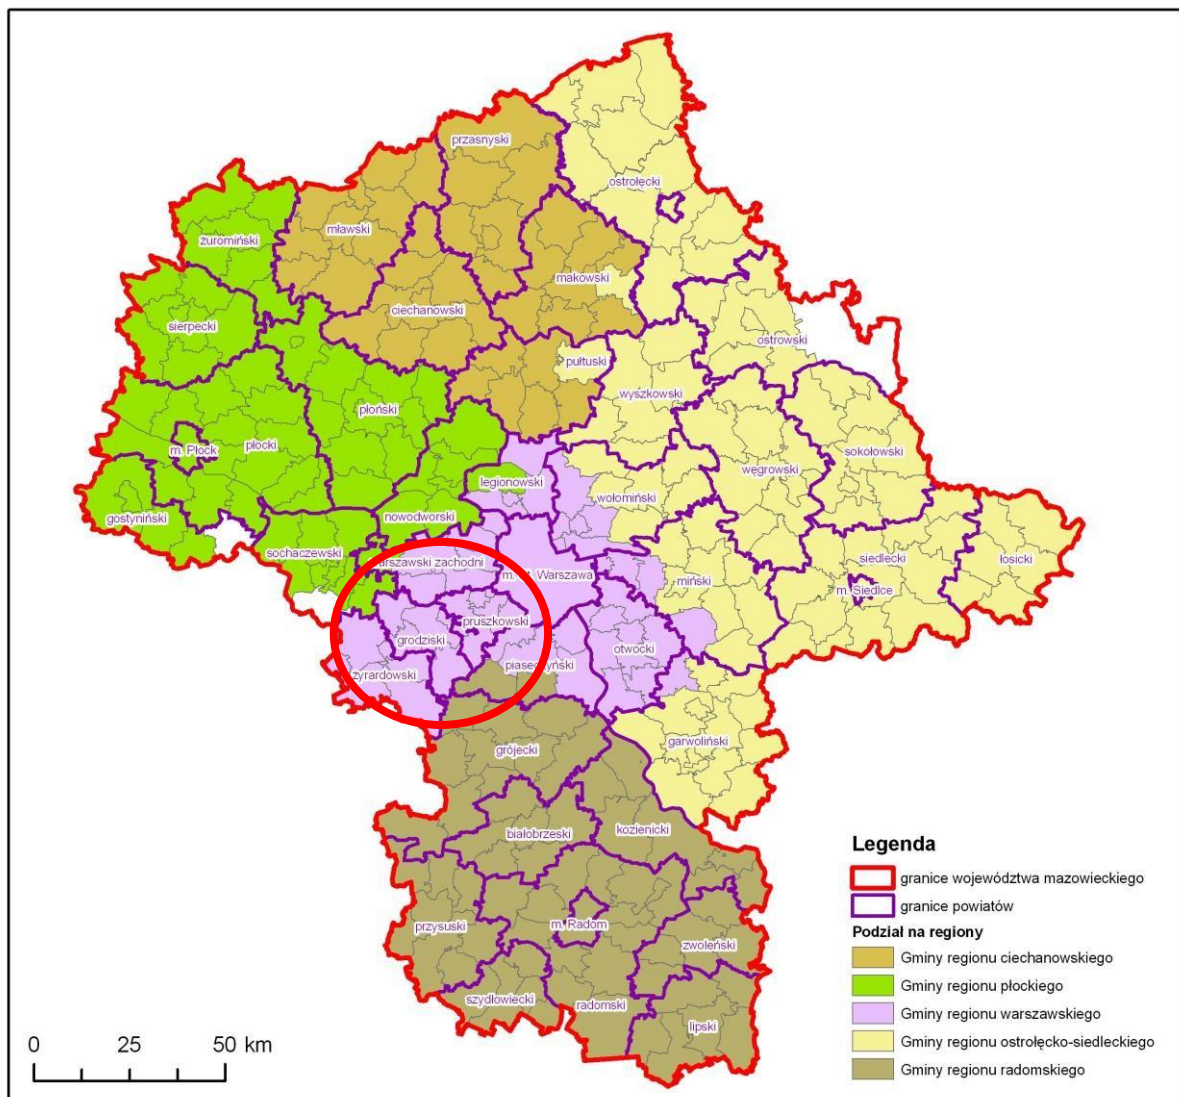 przasnyski
ostrołęcki
żuromiński
mławski
makowski
ciechanowski
sierpecki
ostrowski
pułtuski
wyszkowski
płoński
płocki
m. Płock
węgrowski
sokołowski
legionowski
wołomiński
gostyniński
nowodworski
sochaczewski
arszawski zachodni
m. st. Warszawa
siedlecki
łosicki
miński
m. Siedlce
pruszkowski
grodziski
otwocki
piaseczyński
żyrardowski
garwoliński
grójecki
białobrzeski
kozienicki
przysuski
m. Radom
zwoleński
szydłowiecki
radomski
lipski
Legenda
granice województwa mazowieckiego
granice powiatów
Podział na regiony
Gminy regionu ciechanowskiego
Gminy regionu płockiego
Gminy regionu warszawskiego
Gminy regionu ostrołęcko-siedleckiego
Gminy regionu radomskiego
0 25 50 km